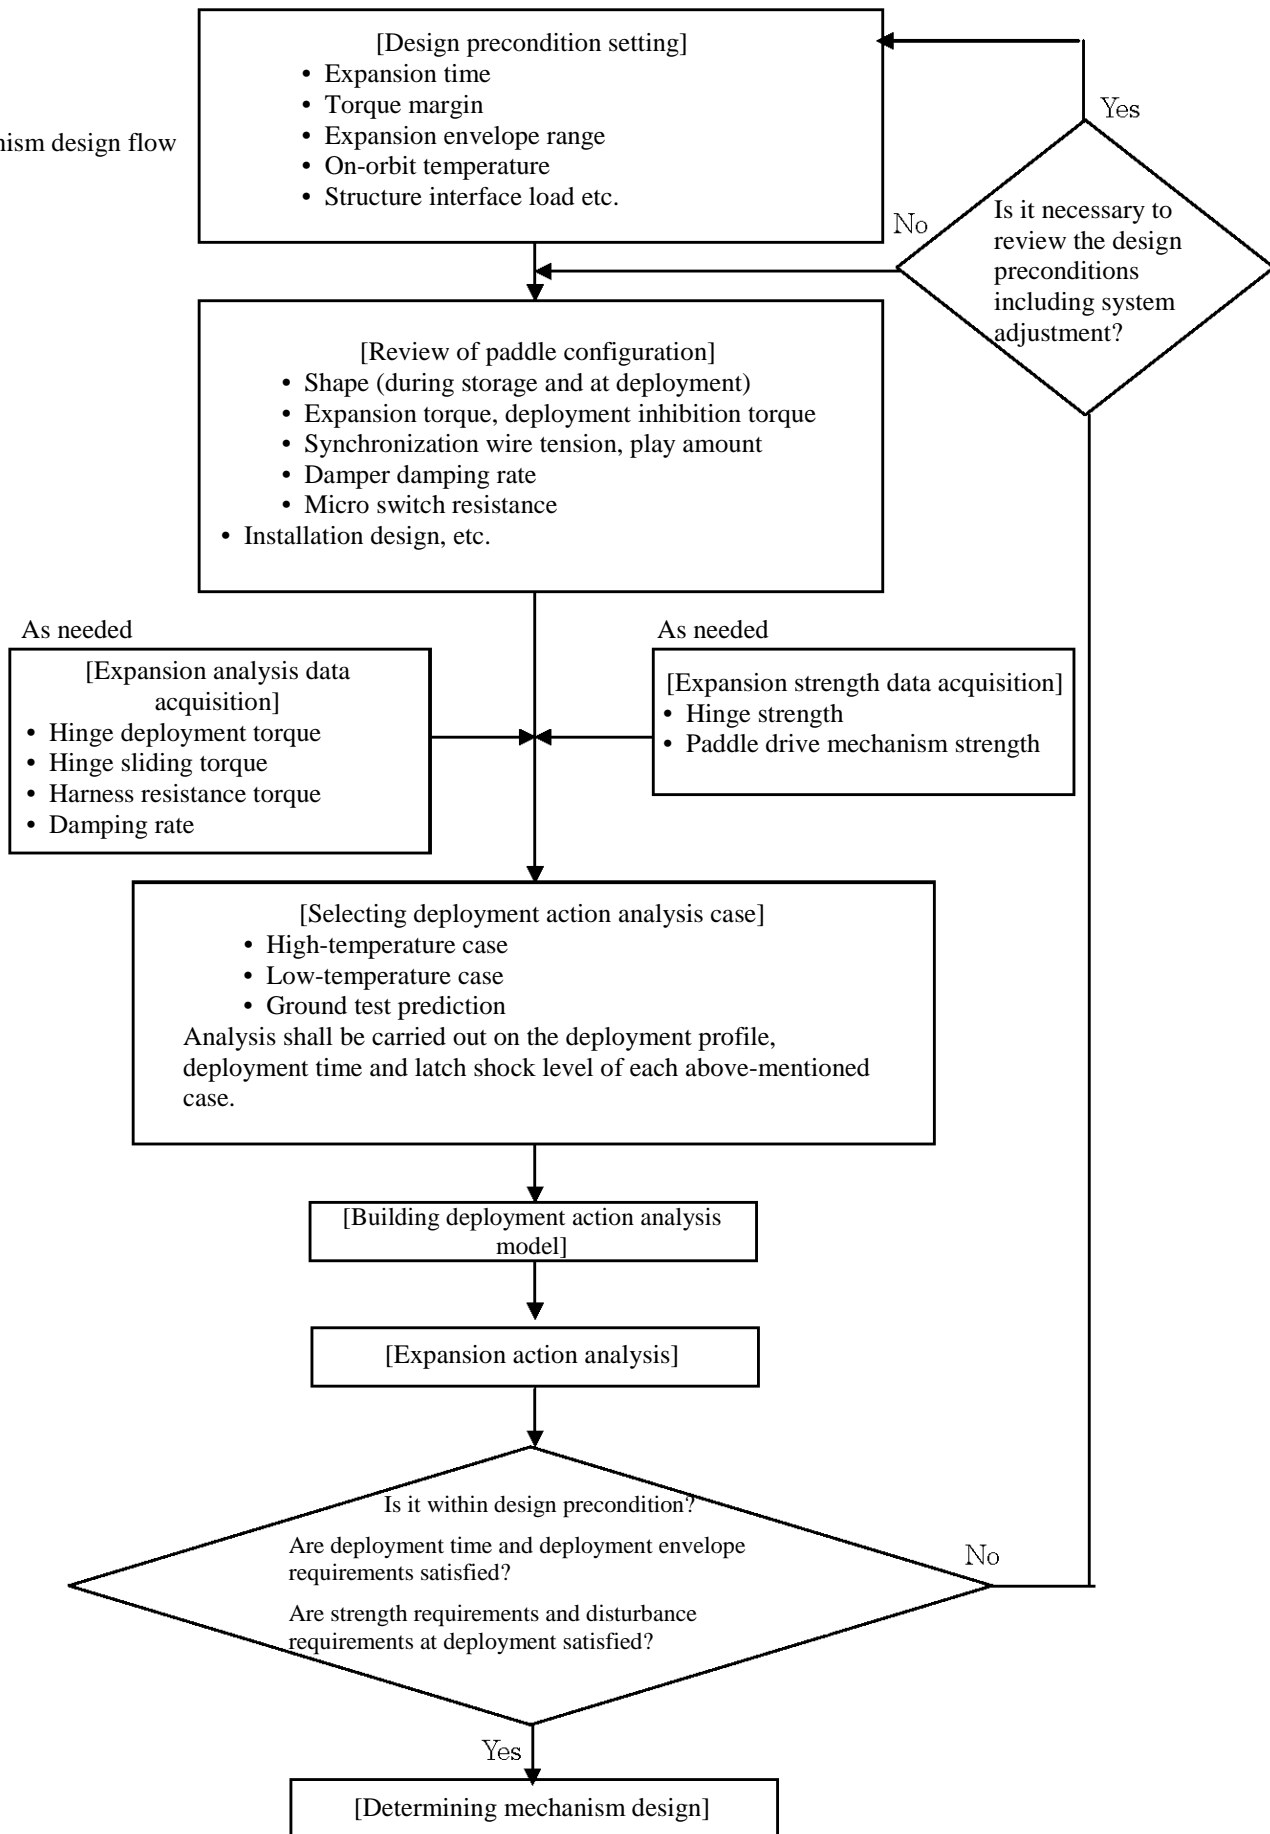 [Design precondition setting]
• Expansion time
• Torque margin
• Expansion envelope range
• On-orbit temperature
• Structure interface load etc.
design flow
Yes
No
Is it necessary to
review the design
preconditions
including system
adjustment?
[Review of paddle configuration]
• Shape (during storage and at deployment)
• Expansion torque, deployment inhibition torque
• Synchronization wire tension, play amount
• Damper damping rate
• Micro switch resistance
• Installation design, etc.
As needed
[Expansion analysis data
acquisition]
• Hinge deployment torque
• Hinge sliding torque
• Harness resistance torque
• Damping rate
As needed
[Expansion strength data acquisition]
• Hinge strength
• Paddle drive mechanism strength
[Selecting deployment action analysis case]
• High-temperature case
• Low-temperature case
• Ground test prediction
Analysis shall be carried out on the deployment profile,
deployment time and latch shock level of each above-mentioned
case.
[Building deployment action analysis
model]
[Expansion action analysis]
Is it within design precondition?
Are deployment time and deployment envelope
requirements satisfied?
Are strength requirements and disturbance
requirements at deployment satisfied?
No
Yes
[Determining mechanism design]